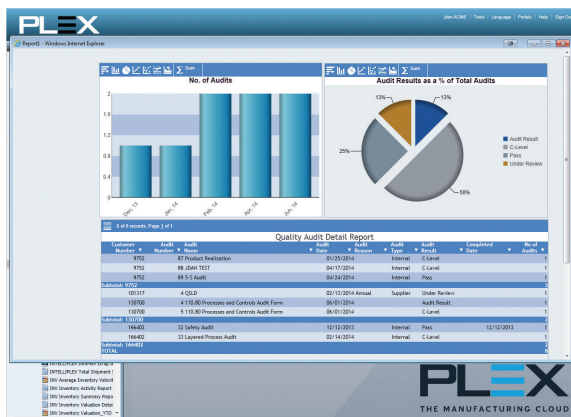 PLEX
jdan.ACME | Tools | Language | Portals | Help | Sign Ou
Report1 - Windows Internet Explorer
Sum
No. of Audits
2
1.6
1.2
0.8
0.4
0
Dec. 13
Jan. 14
Feb. 14
Apr. 14
Jun. 14
Sum
Audit Results as a % of Total Audits
13%
13%
25%
50%
Audit Result
C-Level
Pass
Under Review
8 of 8 records, Page 1 of 1
Quality Audit Detail Report
Customer Number Audit Number Audit Name Audit Date Audit Reason Audit Type Audit Result Completed Date No of Audits
9752 87 Product Realization 01/25/2014 Internal C-Level 1
9752 88 JDAN TEST 04/17/2014 Internal C-Level 1
9752 89 5-S Audit 04/24/2014 Internal Pass 1
Subtotal: 9752 3
101317 4 QSLD 02/13/2014 Annual Supplier Under Review 1
130700 4 110.80 Processes and Controls Audit Form 06/01/2014 Audit Result 1
130700 5 110.80 Processes and Controls Audit Form 06/01/2014 C-Level 1
Subtotal: 130700 2
166402 32 Safety Audit 12/12/2013 Internal Pass 12/12/2013 1
166402 33 Layered Process Audit 02/14/2014 Internal C-Level 1
Subtotal: 166402 2
TOTAL 8
INTELLIPLEX Total Shipment
INV Average Inventory Velocit
INV Inventory Activity Report
INV Inventory Summary Repo
INV Inventory Valuation Detai
INV Inventory Valuation_YTD
PLEX
THE MANUFACTURING CLOUD